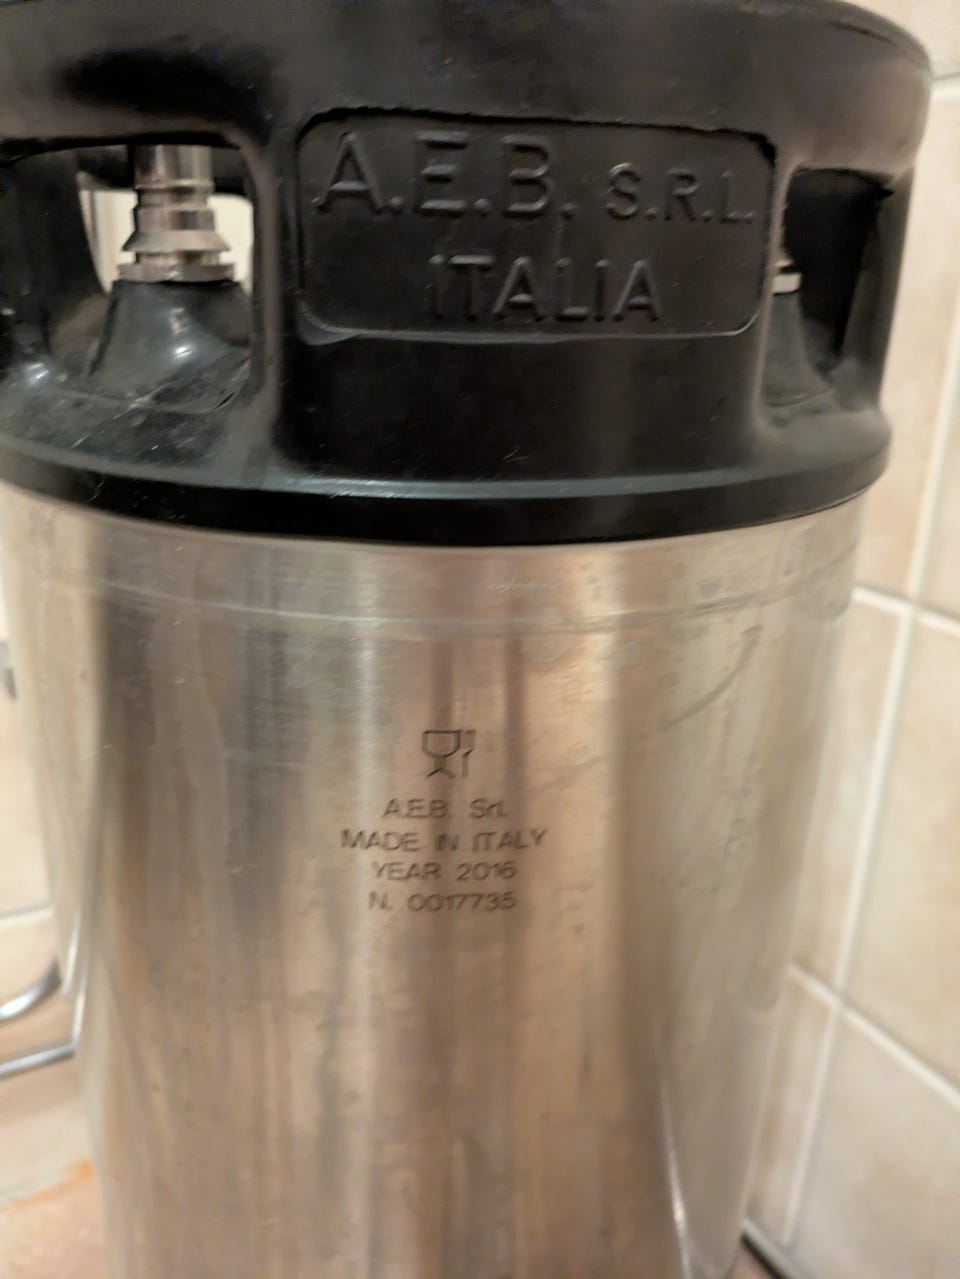 A.E.B. S.R.L.
ITALIA
A.E.B. Srl.
MADE IN ITALY
YEAR 2016
N. 0017735